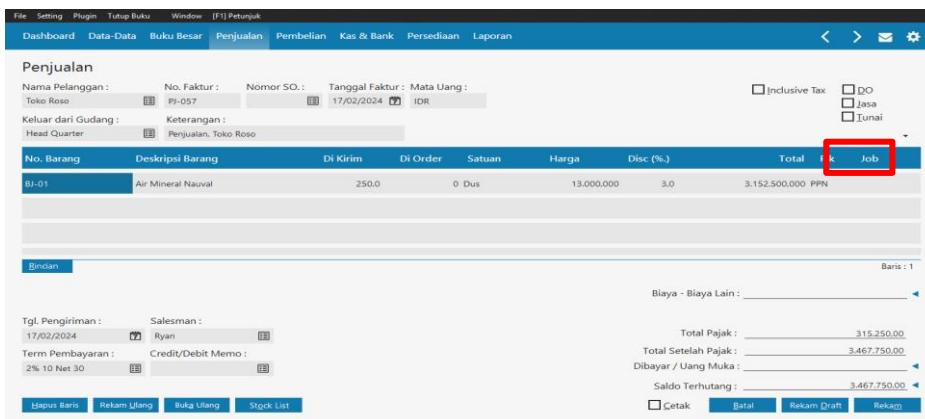 File Setting Plugin Tutup Buku Window [F1] Petunjuk
Dashboard Data-Data Buku Besar Penjualan Pembelian Kas & Bank Persediaan Laporan
Penjualan
Nama Pelanggan : No. Faktur : Nomor SO. : Tanggal Faktur : Mata Uang :
Toko Roso PJ-057 17/02/2024 IDR
Inclusive Tax DO
Jasa
Tunai
Keluar dari Gudang : Keterangan :
Head Quarter Penjualan, Toko Roso
No. Barang Deskripsi Barang Di Kirim Di Order Satuan Harga Disc (%.) Total Job
BJ-01 Air Mineral Nauval 250.0 0 Dus 13.000,000 3.0 3.152.500,000 PPN
Rincian Baris : 1
Biaya - Biaya Lain :
Tgl. Pengiriman : Salesman :
17/02/2024 Ryan
Total Pajak : 315.250,00
Term Pembayaran : Credit/Debit Memo :
Total Setelah Pajak : 3.467.750,00
2% 10 Net 30
Dibayar / Uang Muka :
Saldo Terhutang : 3.467.750,00
Hapus Baris Rekam Ulang Buka Ulang Stock List Cetak Batal Rekam Draft Rekam